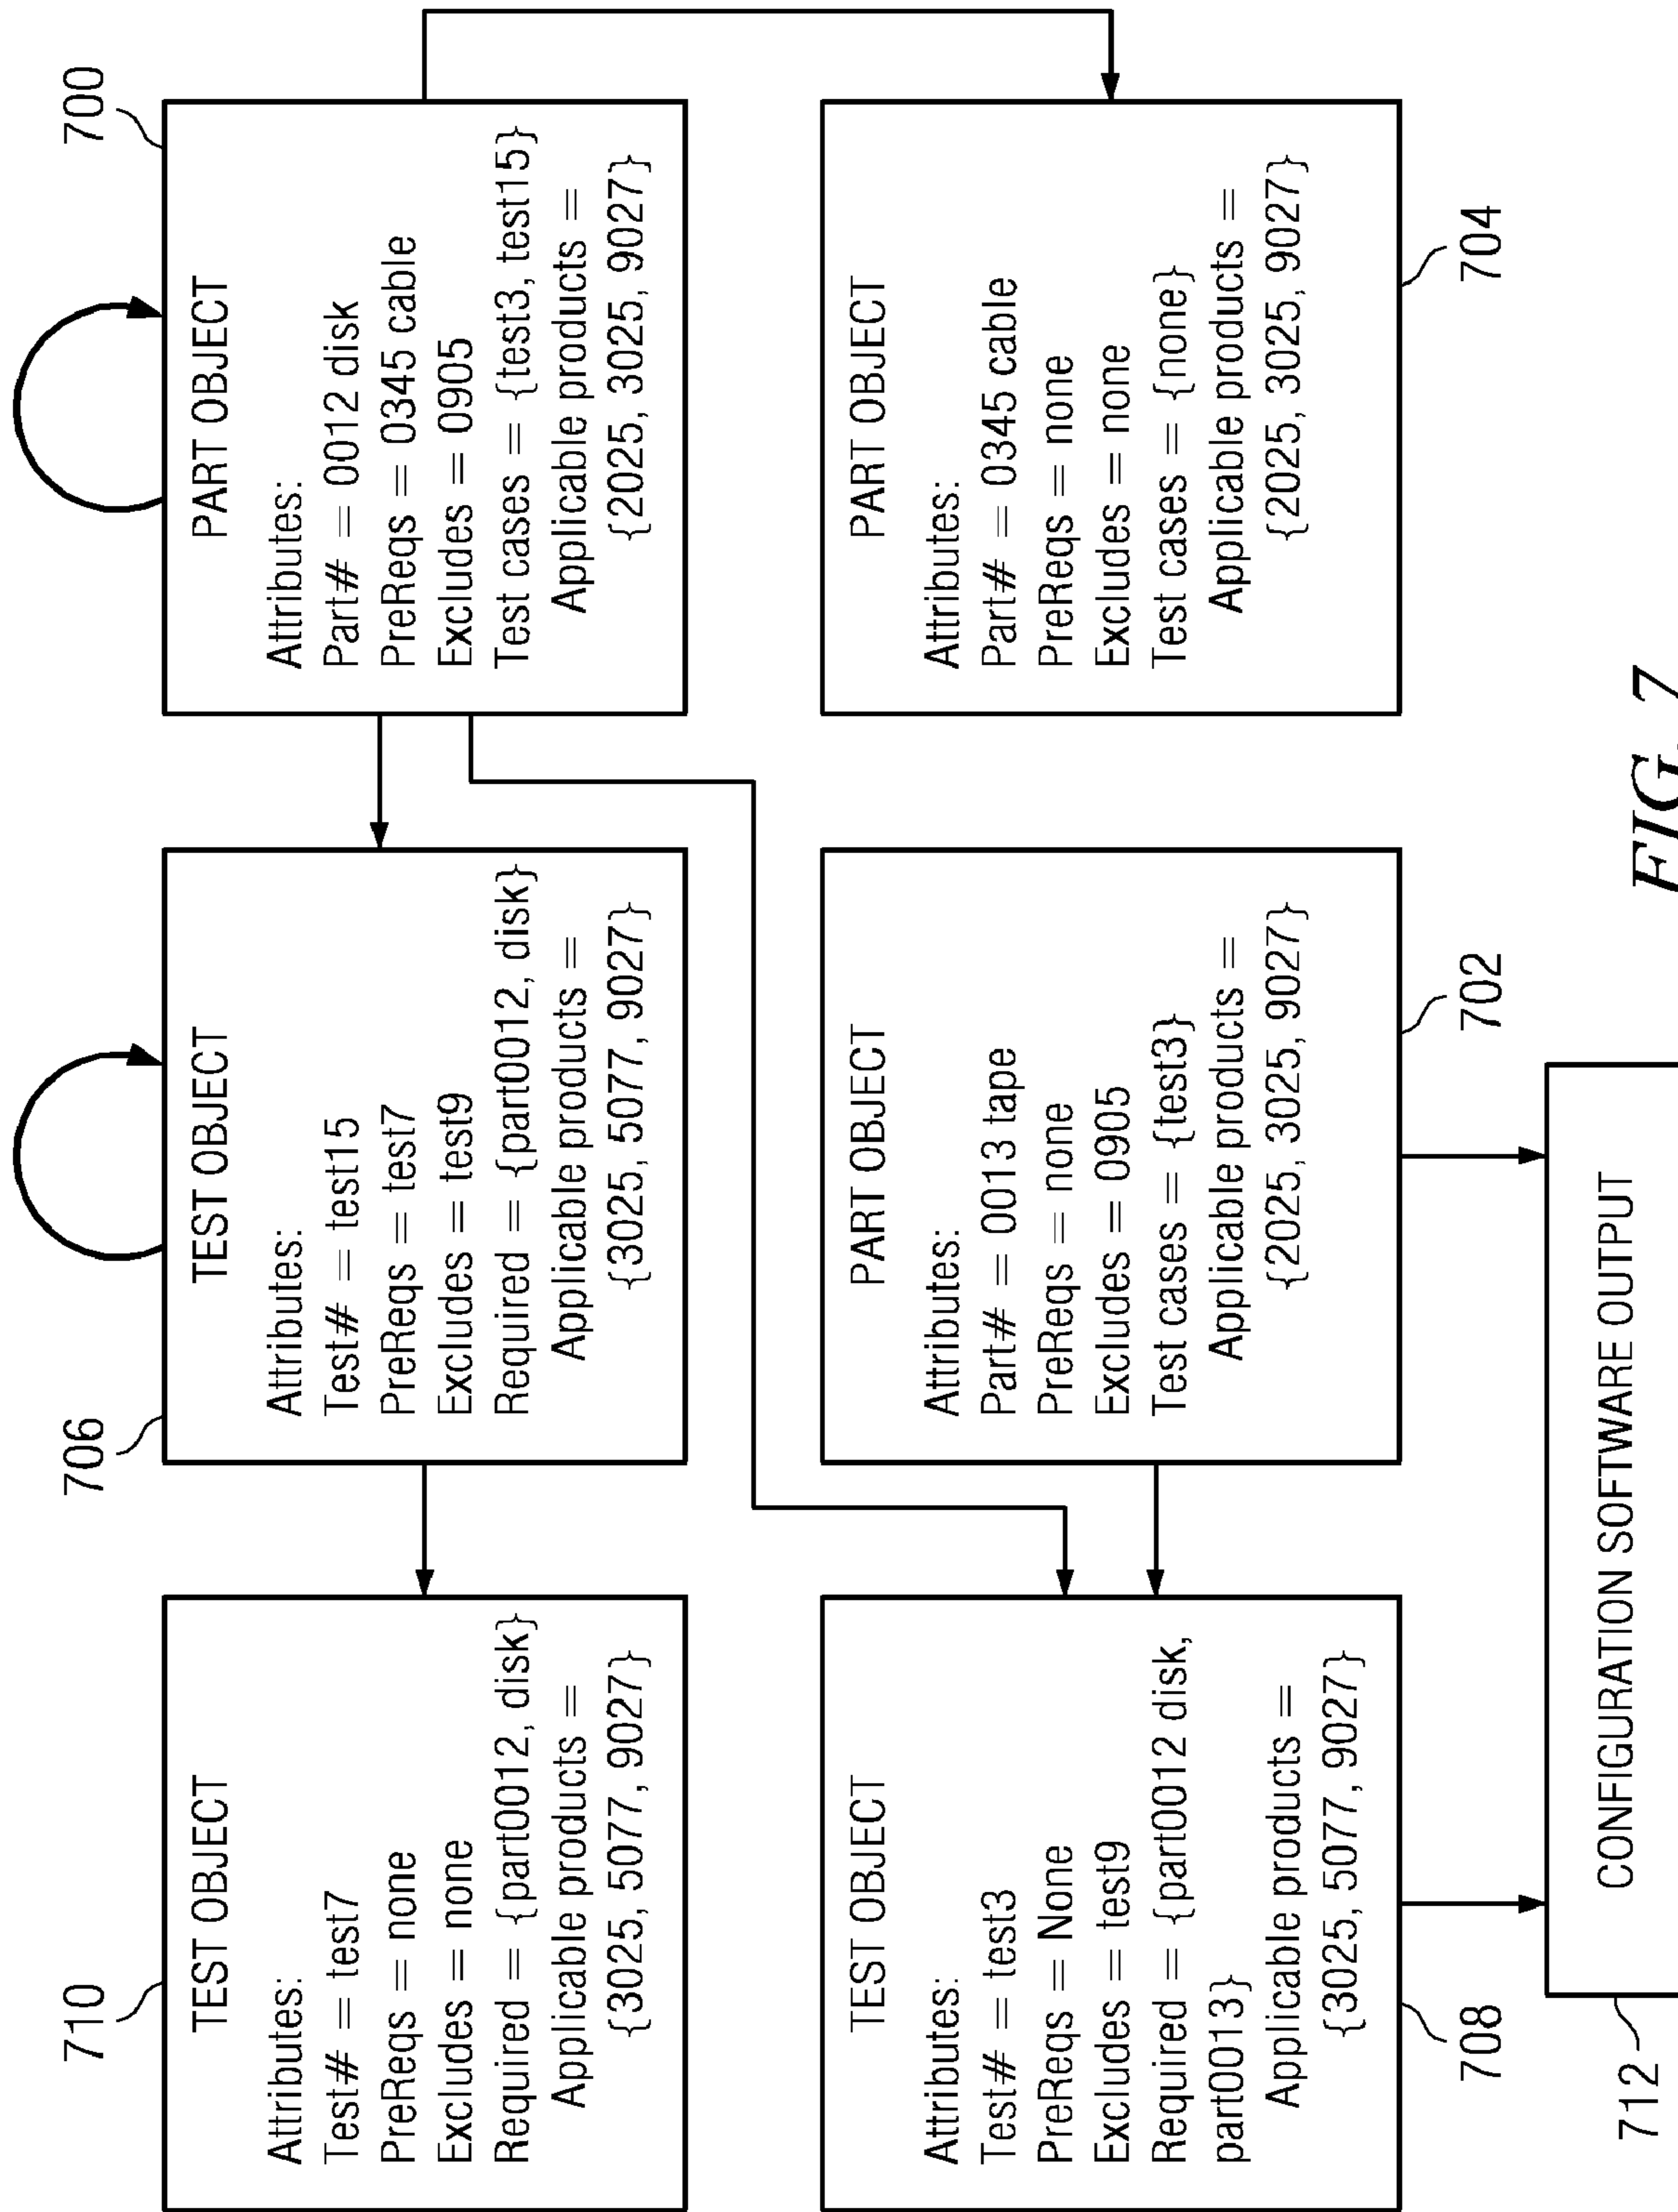 710
TEST OBJECT
Attributes:
Test# = test7
PreReqs = none
Excludes = none
Required = {part0012, disk}
Applicable products =
{3025, 5077, 9027}
706
TEST OBJECT
Attributes:
Test# = test15
PreReqs = test7
Excludes = test9
Required = {part0012, disk}
Applicable products =
{3025, 5077, 9027}
700
PART OBJECT
Attributes:
Part# = 0012 disk
PreReqs = 0345 cable
Excludes = 0905
Test cases = {test3, test15}
Applicable products =
{2025, 3025, 9027}
TEST OBJECT
Attributes:
Test# = test3
PreReqs = None
Excludes = test9
Required = {part0012 disk,
part0013}
Applicable products =
{3025, 5077, 9027}
708
PART OBJECT
Attributes:
Part# = 0013 tape
PreReqs = none
Excludes = 0905
Test cases = {test3}
Applicable products =
{2025, 3025, 9027}
702
PART OBJECT
Attributes:
Part# = 0345 cable
PreReqs = none
Excludes = none
Test cases = {none}
Applicable products =
{2025, 3025, 9027}
704
712
CONFIGURATION SOFTWARE OUTPUT
FIG. 7